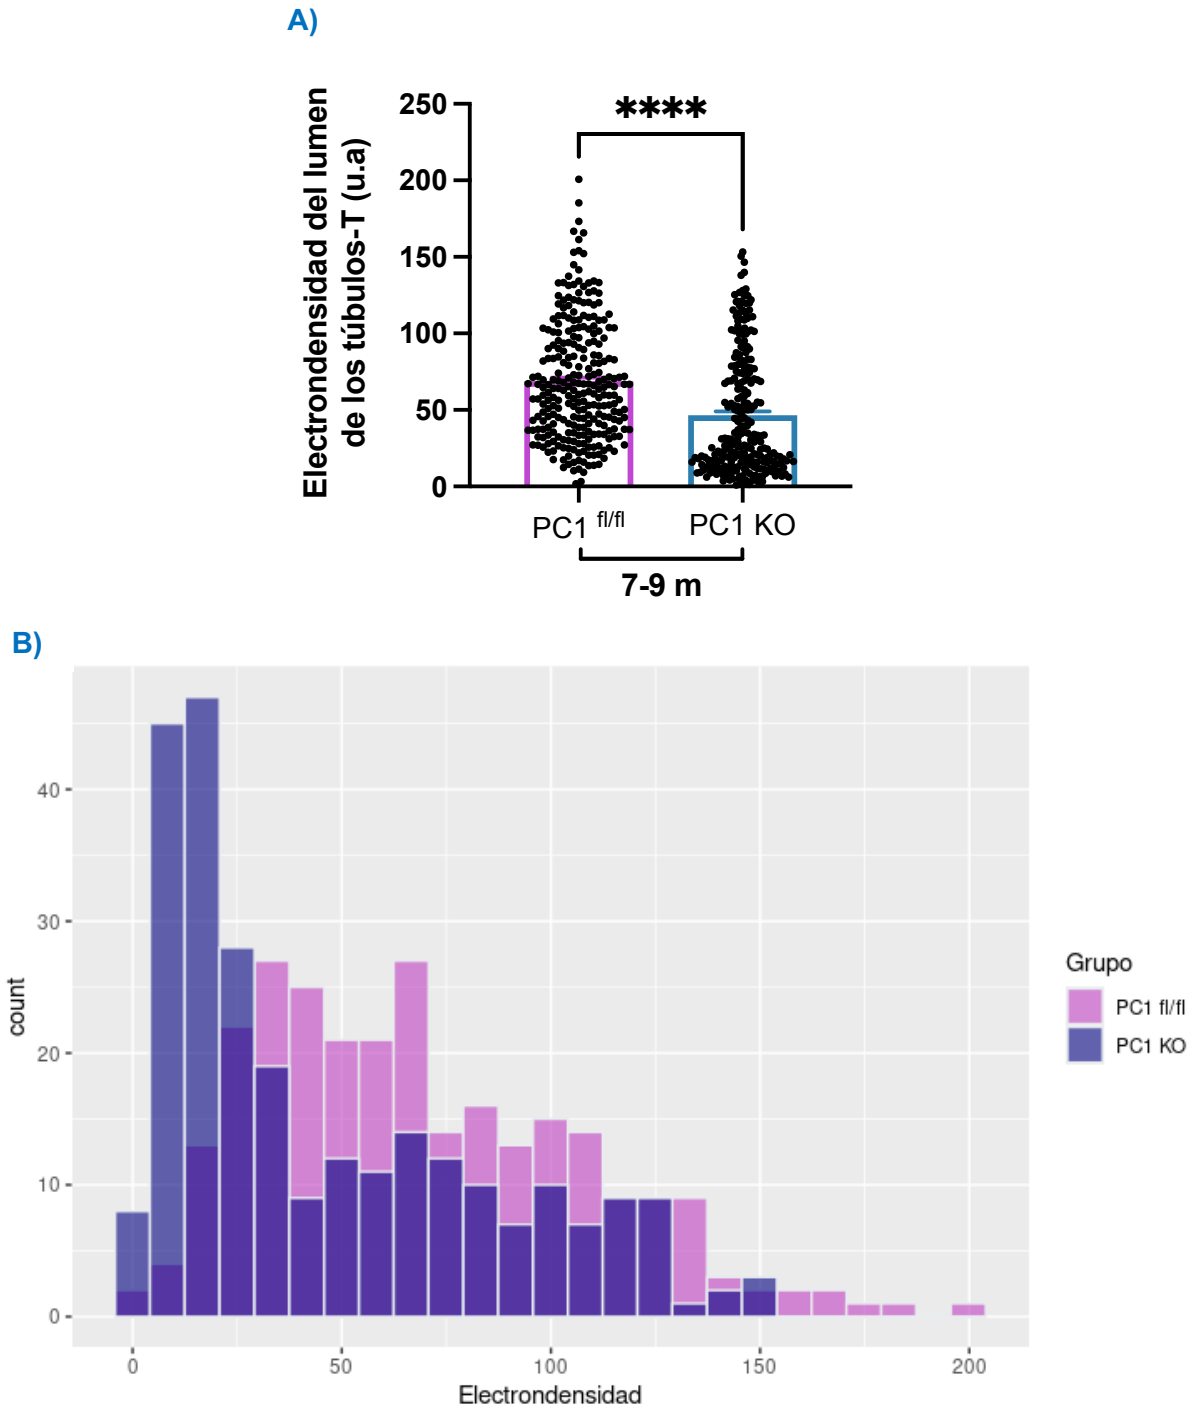 A)
Electrondensidad del lumen
de los túbulos-T (u.a)
250
200
150
100
50
0
****
PC1 fl/fl
PC1 KO
7-9 m
B)
count
40
30
20
10
0
0
50
100
150
200
Electrondensidad
Grupo
PC1 fl/fl
PC1 KO